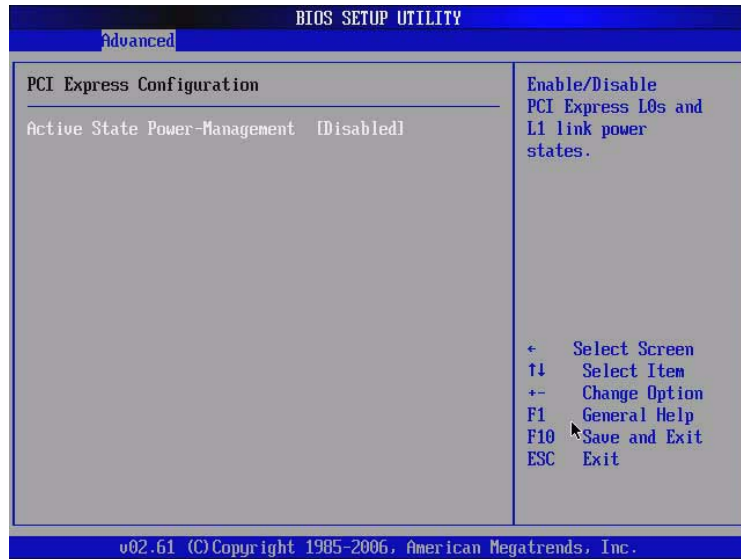 BIOS SETUP UTILITY
Advanced
PCI Express Configuration
Active State Power-Management [Disabled]
Enable/Disable
PCI Express L0s and
L1 link power
states.
← Select Screen
↑↓ Select Item
+- Change Option
F1 General Help
F10 Save and Exit
ESC Exit
v02.61 (C)Copyright 1985-2006, American Megatrends, Inc.